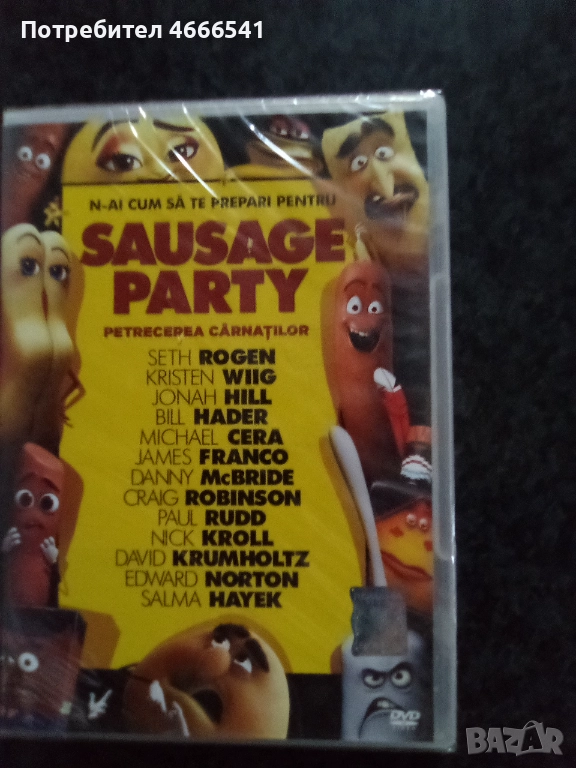 Потребител 4666541
N-AI CUM SĂ TE PREPARI PENTRU
SAUSAGE
PARTY
PETRECEREA CÂRNAȚILOR
SETH ROGEN
KRISTEN WIIG
JONAH HILL
BILL HADER
MICHAEL CERA
JAMES FRANCO
DANNY McBRIDE
CRAIG ROBINSON
PAUL RUDD
NICK KROLL
DAVID KRUMHOLTZ
EDWARD NORTON
SALMA HAYEK
DVD
BAZAR